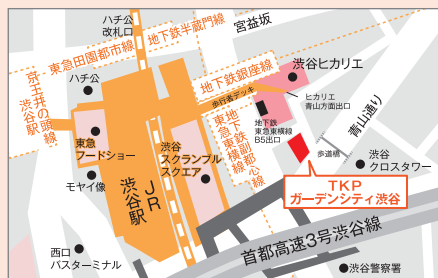 ハチ公
改札口
宮益坂
東急田園都市線
地下鉄半蔵門線
京王井の頭線
渋谷駅
ハチ公
地下鉄銀座線
渋谷ヒカリエ
歩行者デッキ
ヒカリエ
青山方面出口
青山通り
地下鉄
東急東横線
B5出口
東急
フードショー
渋谷
スクランブル
スクエア
地下鉄副都心線
東急東横線
歩道橋
渋谷
クロスタワー
モヤイ像
JR
渋谷駅
TKP
ガーデンシティ渋谷
首都高速3号渋谷線
西口
バスターミナル
渋谷警察署